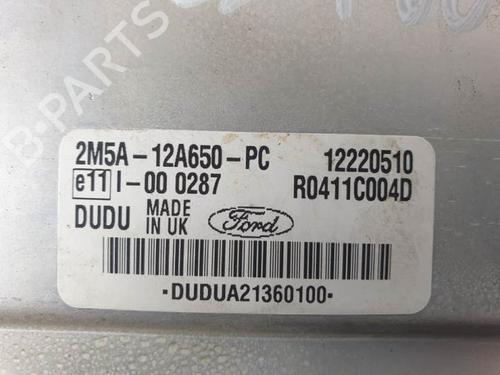 2M5A-12A650-PC 12220510
e11 I-00 0287 R0411C004D
DUDU MADE IN UK Ford
-DUDUA21360100-
B-PARTS